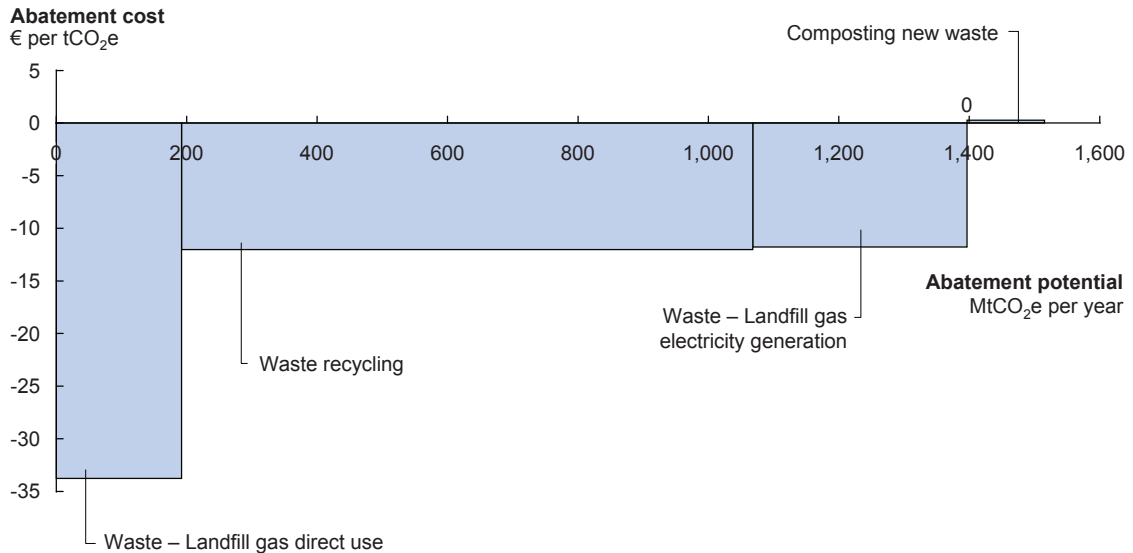 Abatement cost
€ per tCO₂e
Composting new waste
5
0
0
0
200
400
600
800
1,000
1,200
1,400
1,600
-5
-10
-15
Abatement potential
MtCO₂e per year
Waste – Landfill gas
electricity generation
-20
Waste recycling
-25
-30
-35
Waste – Landfill gas direct use